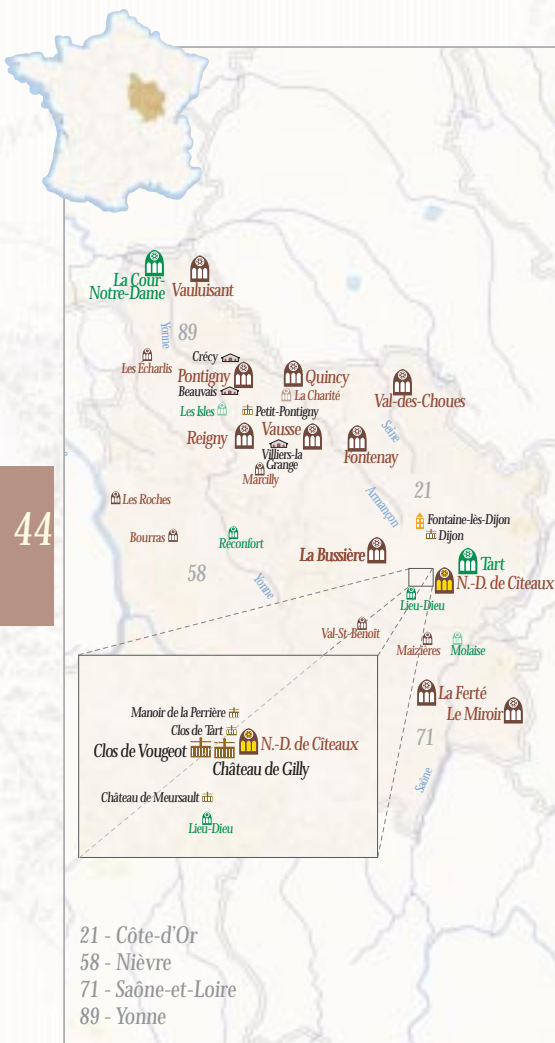 La Cour-
Notre-Dame
Vauluisant
Yonne
89
Les Écharlis
Crécy
Pontigny
Quincy
Beauvais
La Charité
Val-des-Choues
Les Isles
Petit-Pontigny
Reigny
Vausse
Seine
Villiers-la
Grange
Fontenay
Marcilly
Armançon
21
Les Roches
Fontaine-lès-Dijon
Dijon
Bourras
Réconfort
La Bussière
Tart
58
Yonne
N.-D. de Cîteaux
Lieu-Dieu
Val-St-Benoît
Maizières
Molaise
La Ferté
Le Miroir
71
Saône
Manoir de la Perrière
Clos de Tart
Clos de Vougeot
N.-D. de Cîteaux
Château de Gilly
Château de Meursault
Lieu-Dieu
44
21 - Côte-d'Or
58 - Nièvre
71 - Saône-et-Loire
89 - Yonne